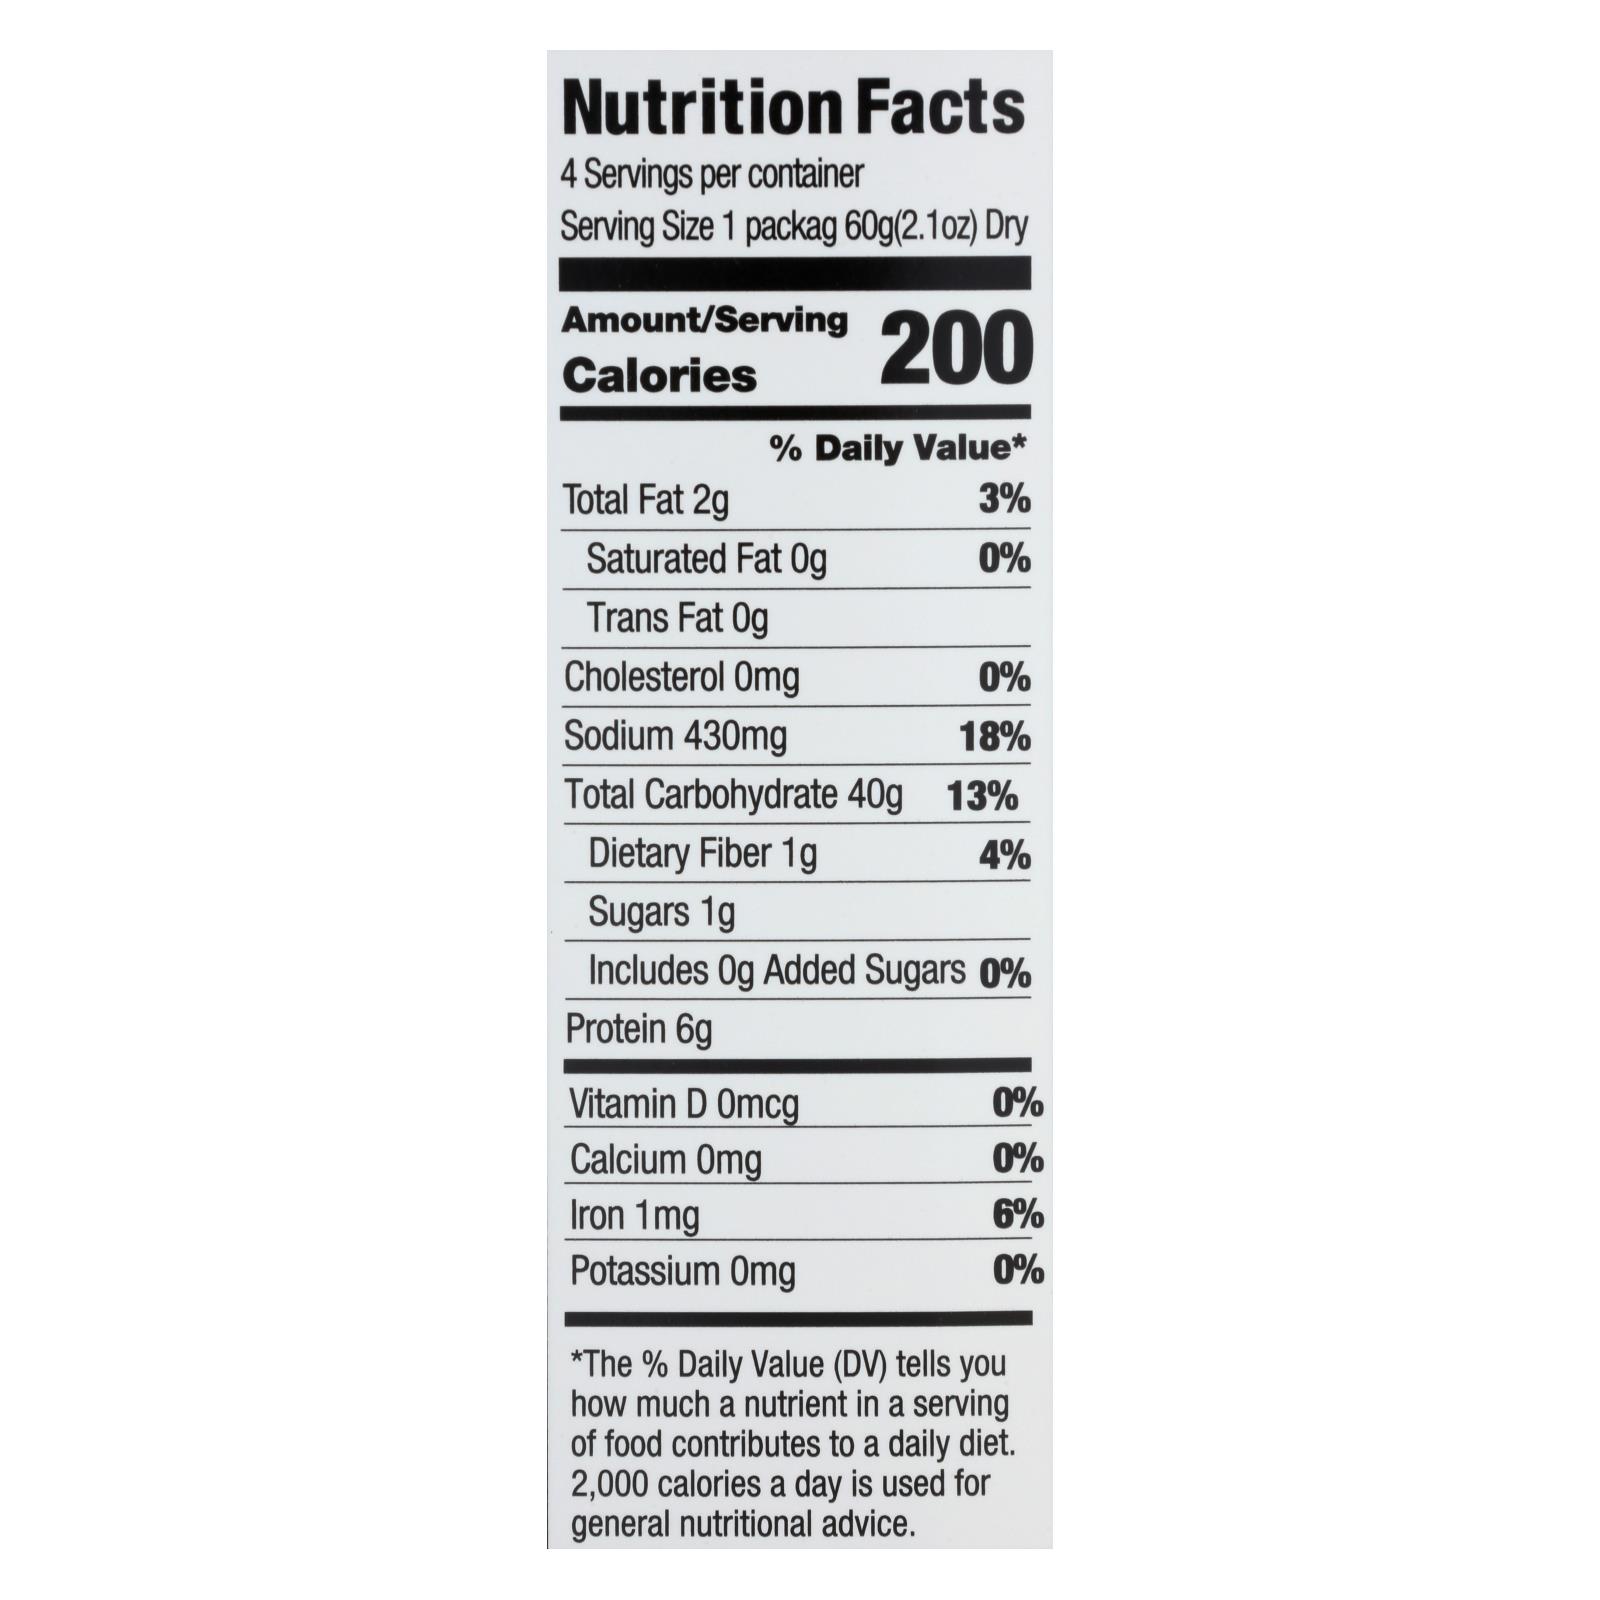 Nutrition Facts
4 Servings per container
Serving Size 1 packag 60g(2.1oz) Dry
Amount/Serving
Calories 200
% Daily Value*
Total Fat 2g 3%
Saturated Fat 0g 0%
Trans Fat 0g
Cholesterol 0mg 0%
Sodium 430mg 18%
Total Carbohydrate 40g 13%
Dietary Fiber 1g 4%
Sugars 1g
Includes 0g Added Sugars 0%
Protein 6g
Vitamin D 0mcg 0%
Calcium 0mg 0%
Iron 1mg 6%
Potassium 0mg 0%
*The % Daily Value (DV) tells you
how much a nutrient in a serving
of food contributes to a daily diet.
2,000 calories a day is used for
general nutritional advice.